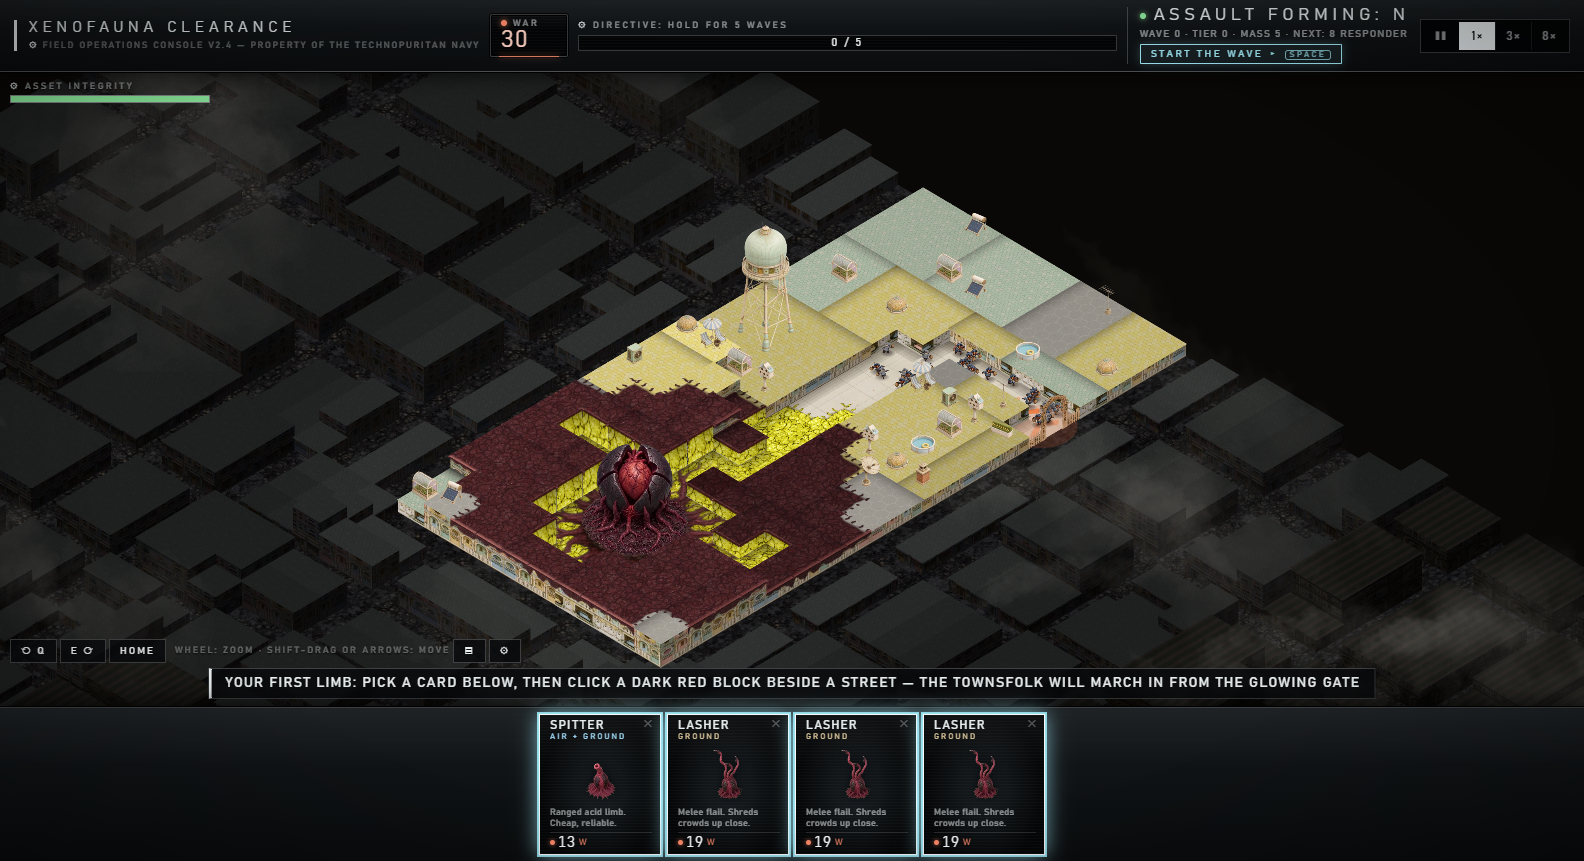 XENOFAUNA CLEARANCE
FIELD OPERATIONS CONSOLE V2.4 — PROPERTY OF THE TECHNOPURITAN NAVY
WAR
30
DIRECTIVE: HOLD FOR 5 WAVES
0 / 5
ASSAULT FORMING: N
WAVE 0 · TIER 0 · MASS 5 · NEXT: 8 RESPONDER
START THE WAVE ▸ SPACE
1×
3×
8×
ASSET INTEGRITY
Q
E
HOME
WHEEL: ZOOM · SHIFT-DRAG OR ARROWS: MOVE
YOUR FIRST LIMB: PICK A CARD BELOW, THEN CLICK A DARK RED BLOCK BESIDE A STREET — THE TOWNSFOLK WILL MARCH IN FROM THE GLOWING GATE
SPITTER
AIR + GROUND
Ranged acid limb.
Cheap, reliable.
13 W
LASHER
GROUND
Melee flail. Shreds
crowds up close.
19 W
LASHER
GROUND
Melee flail. Shreds
crowds up close.
19 W
LASHER
GROUND
Melee flail. Shreds
crowds up close.
19 W